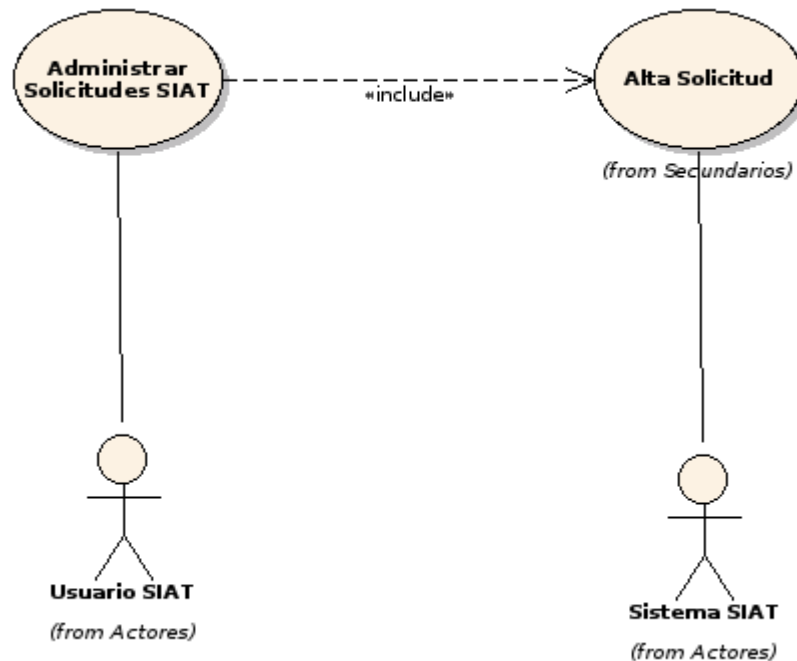 Administrar
Solicitudes SIAT
«include»
Alta Solicitud
(from Secundarios)
Usuario SIAT
(from Actores)
Sistema SIAT
(from Actores)